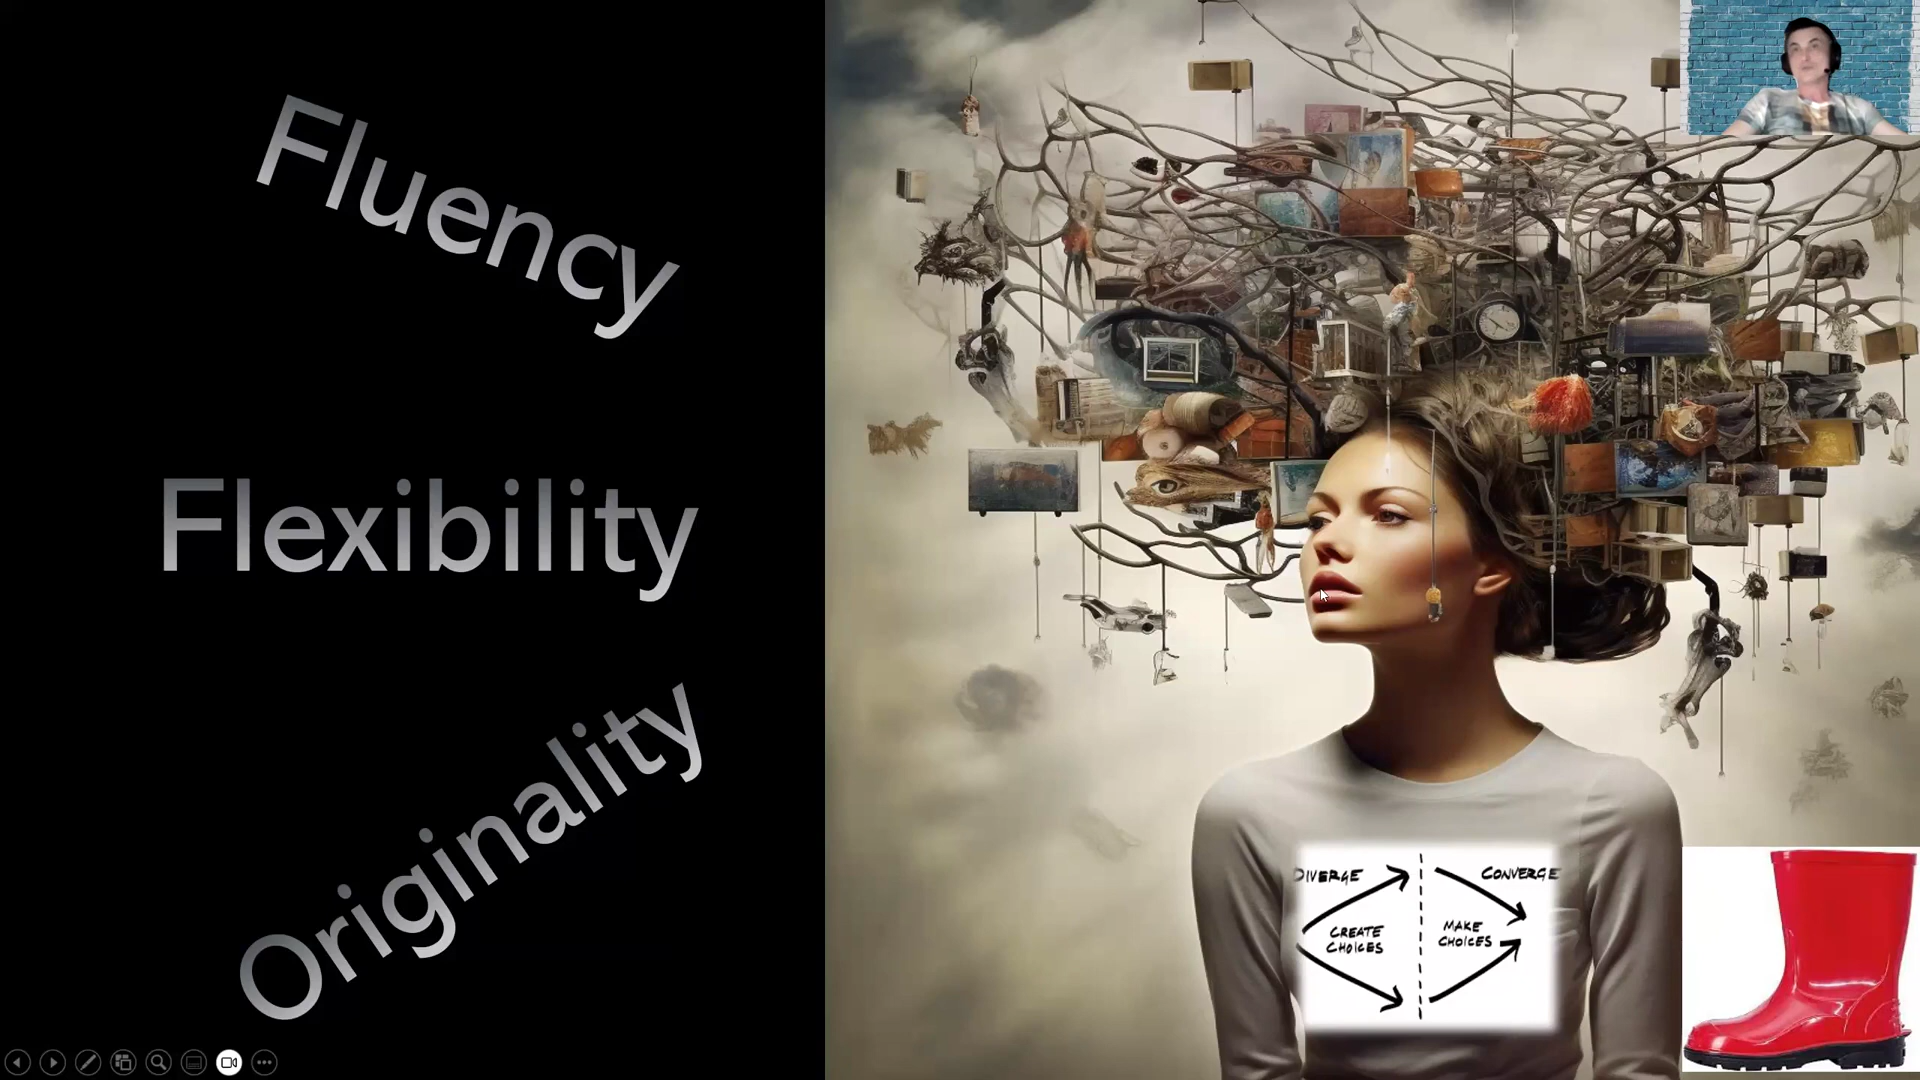 Fluency
Flexibility
Originality
DIVERGE
CONVERGE
CREATE
CHOICES
MAKE
CHOICES